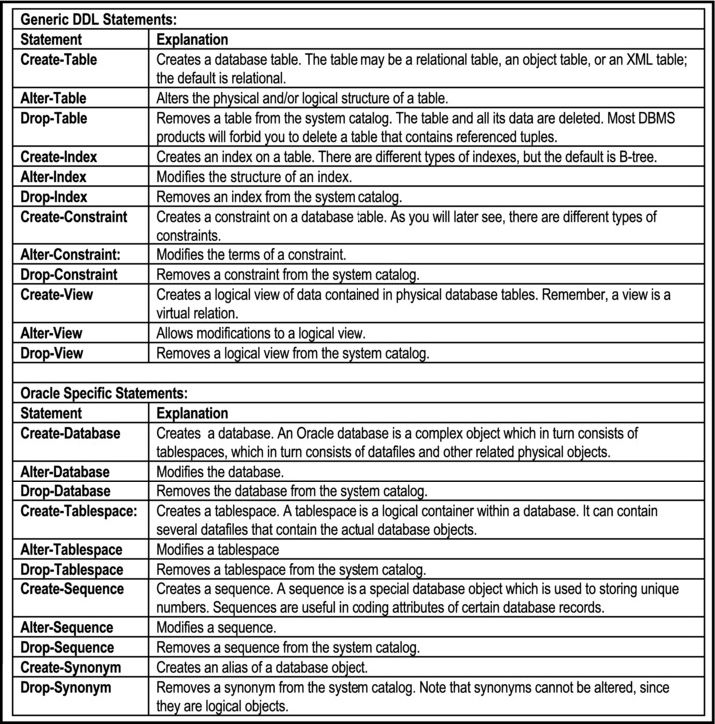 Generic DDL Statements:
Statement Explanation
Create-Table Creates a database table. The table may be a relational table, an object table, or an XML table;
the default is relational.
Alter-Table Alters the physical and/or logical structure of a table.
Drop-Table Removes a table from the system catalog. The table and all its data are deleted. Most DBMS
products will forbid you to delete a table that contains referenced tuples.
Create-Index Creates an index on a table. There are different types of indexes, but the default is B-tree.
Alter-Index Modifies the structure of an index.
Drop-Index Removes an index from the system catalog.
Create-Constraint Creates a constraint on a database table. As you will later see, there are different types of
constraints.
Alter-Constraint: Modifies the terms of a constraint.
Drop-Constraint Removes a constraint from the system catalog.
Create-View Creates a logical view of data contained in physical database tables. Remember, a view is a
virtual relation.
Alter-View Allows modifications to a logical view.
Drop-View Removes a logical view from the system catalog.
Oracle Specific Statements:
Statement Explanation
Create-Database Creates a database. An Oracle database is a complex object which in turn consists of
tablespaces, which in turn consists of datafiles and other related physical objects.
Alter-Database Modifies the database.
Drop-Database Removes the database from the system catalog.
Create-Tablespace: Creates a tablespace. A tablespace is a logical container within a database. It can contain
several datafiles that contain the actual database objects.
Alter-Tablespace Modifies a tablespace
Drop-Tablespace Removes a tablespace from the system catalog.
Create-Sequence Creates a sequence. A sequence is a special database object which is used to storing unique
numbers. Sequences are useful in coding attributes of certain database records.
Alter-Sequence Modifies a sequence.
Drop-Sequence Removes a sequence from the system catalog.
Create-Synonym Creates an alias of a database object.
Drop-Synonym Removes a synonym from the system catalog. Note that synonyms cannot be altered, since
they are logical objects.